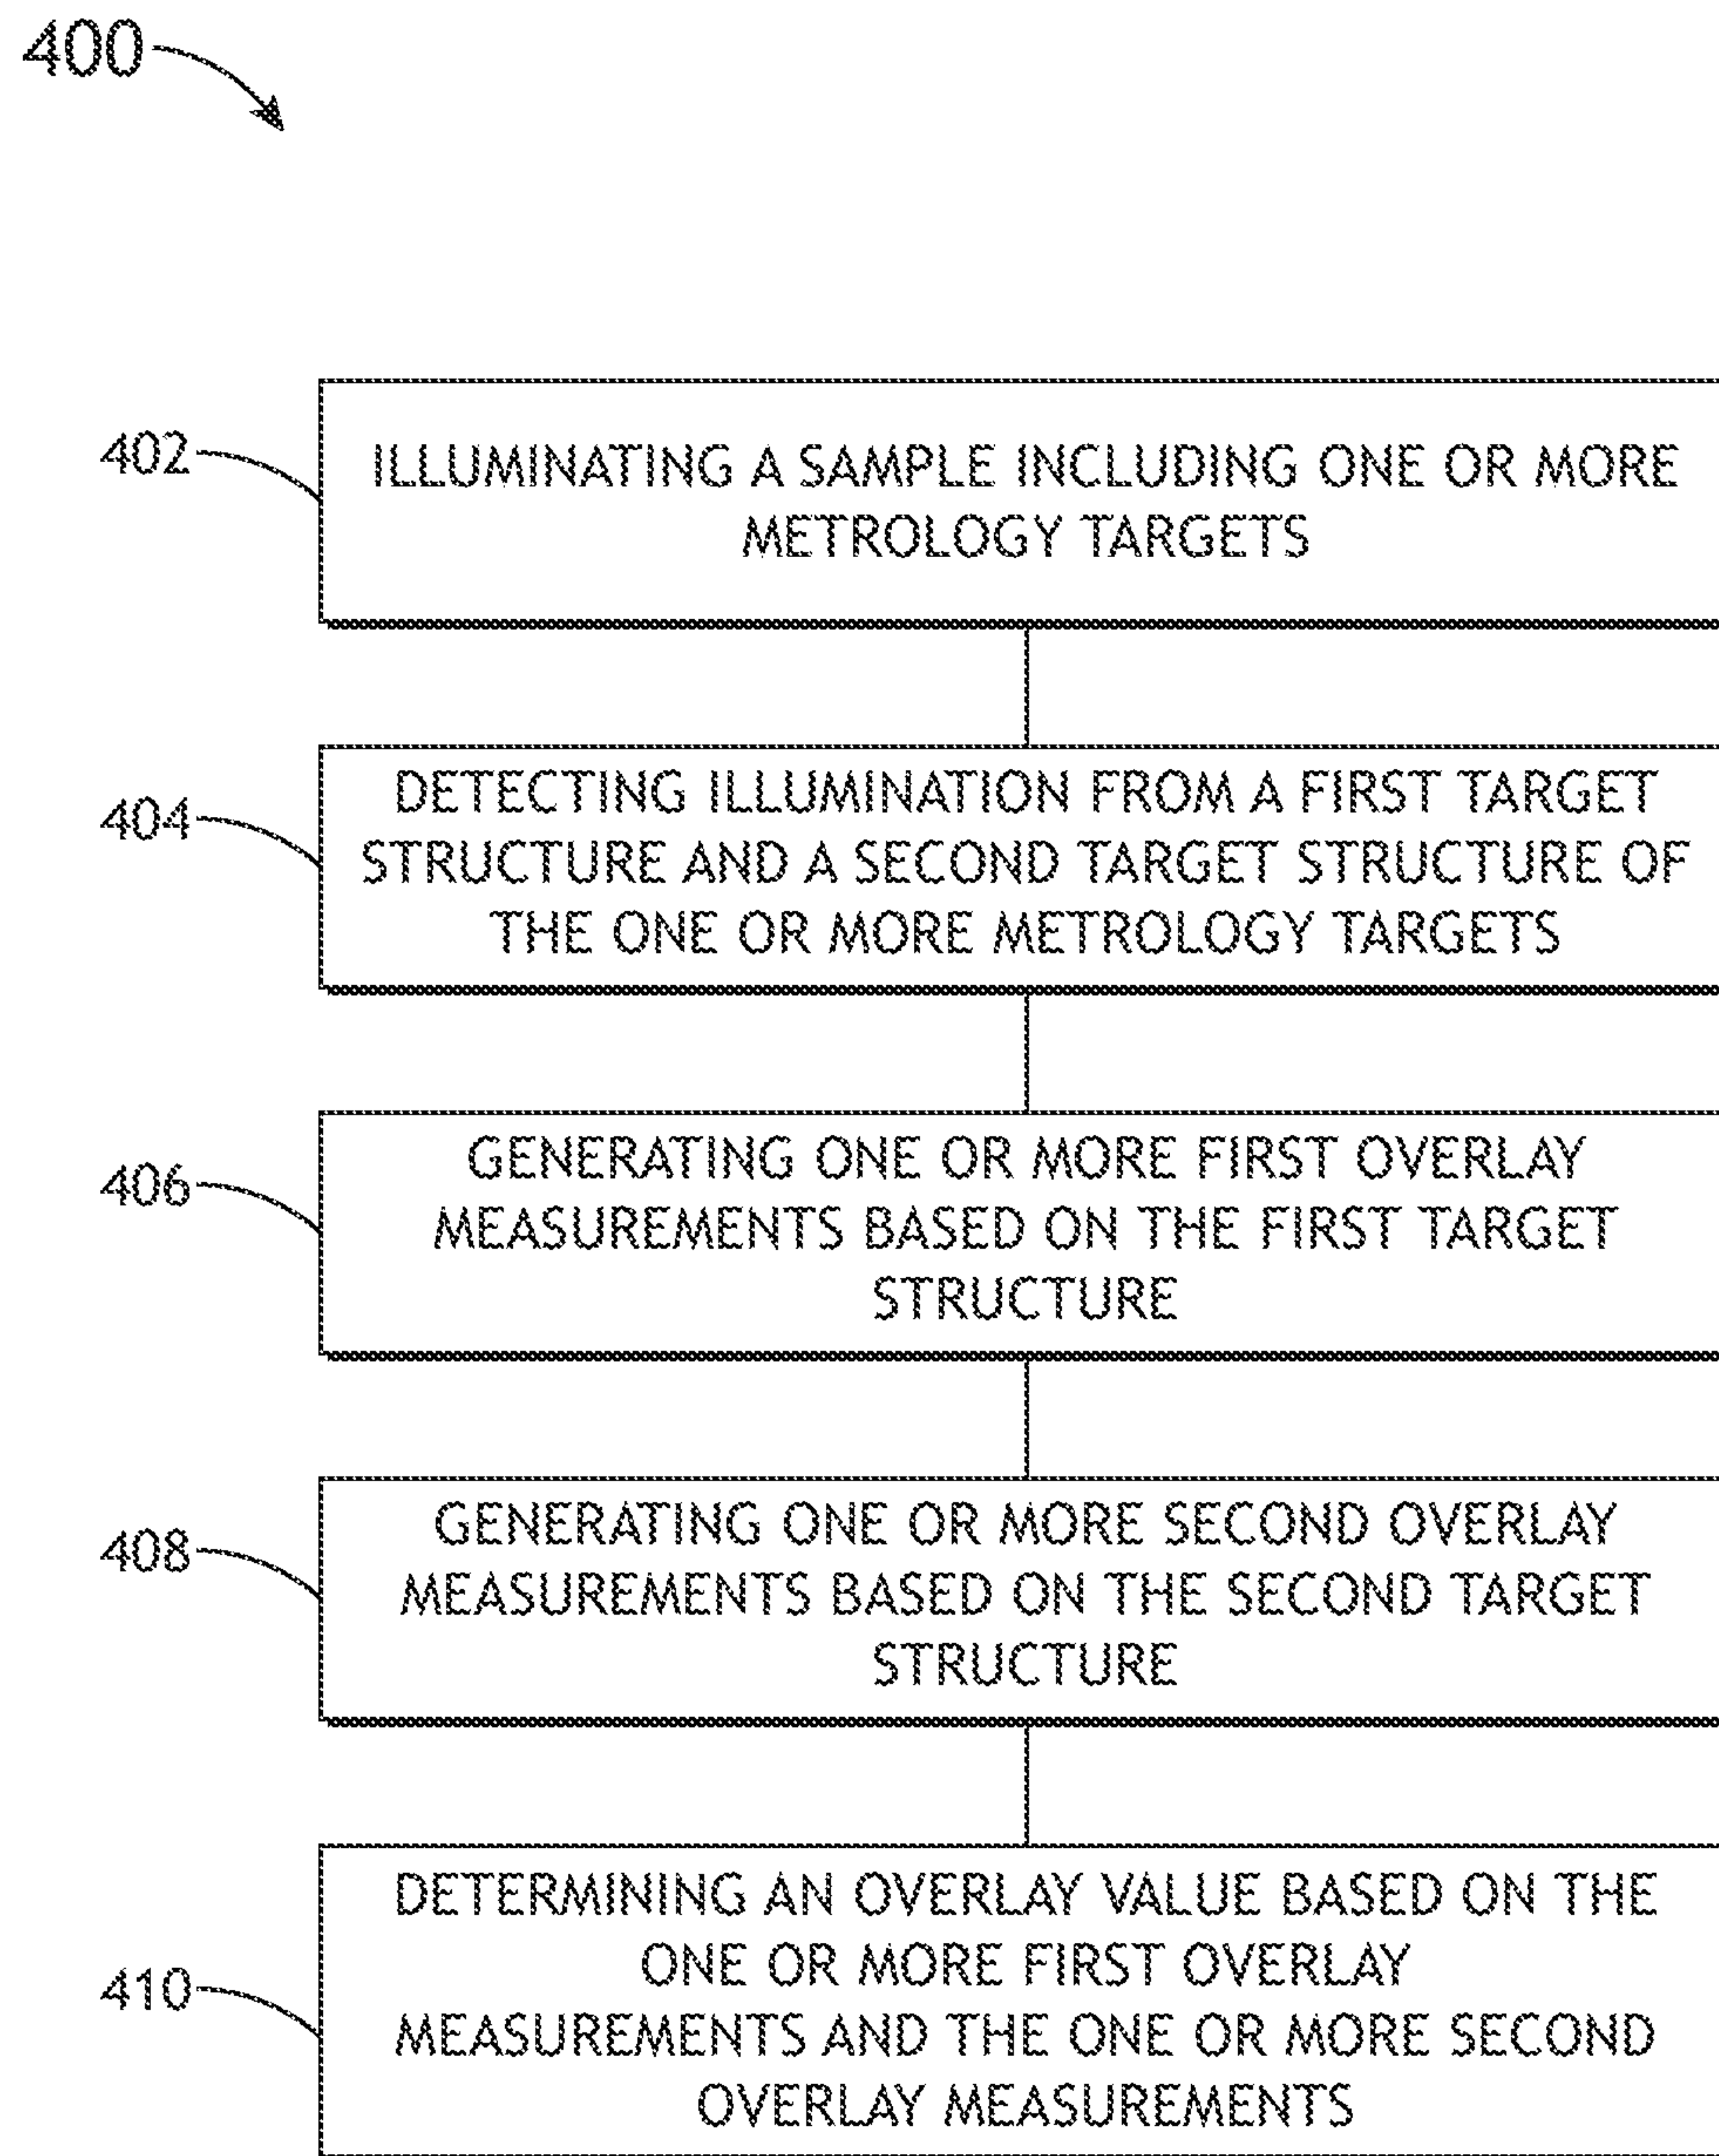 400
402
ILLUMINATING A SAMPLE INCLUDING ONE OR MORE
METROLOGY TARGETS
404
DETECTING ILLUMINATION FROM A FIRST TARGET
STRUCTURE AND A SECOND TARGET STRUCTURE OF
THE ONE OR MORE METROLOGY TARGETS
406
GENERATING ONE OR MORE FIRST OVERLAY
MEASUREMENTS BASED ON THE FIRST TARGET
STRUCTURE
408
GENERATING ONE OR MORE SECOND OVERLAY
MEASUREMENTS BASED ON THE SECOND TARGET
STRUCTURE
410
DETERMINING AN OVERLAY VALUE BASED ON THE
ONE OR MORE FIRST OVERLAY
MEASUREMENTS AND THE ONE OR MORE SECOND
OVERLAY MEASUREMENTS